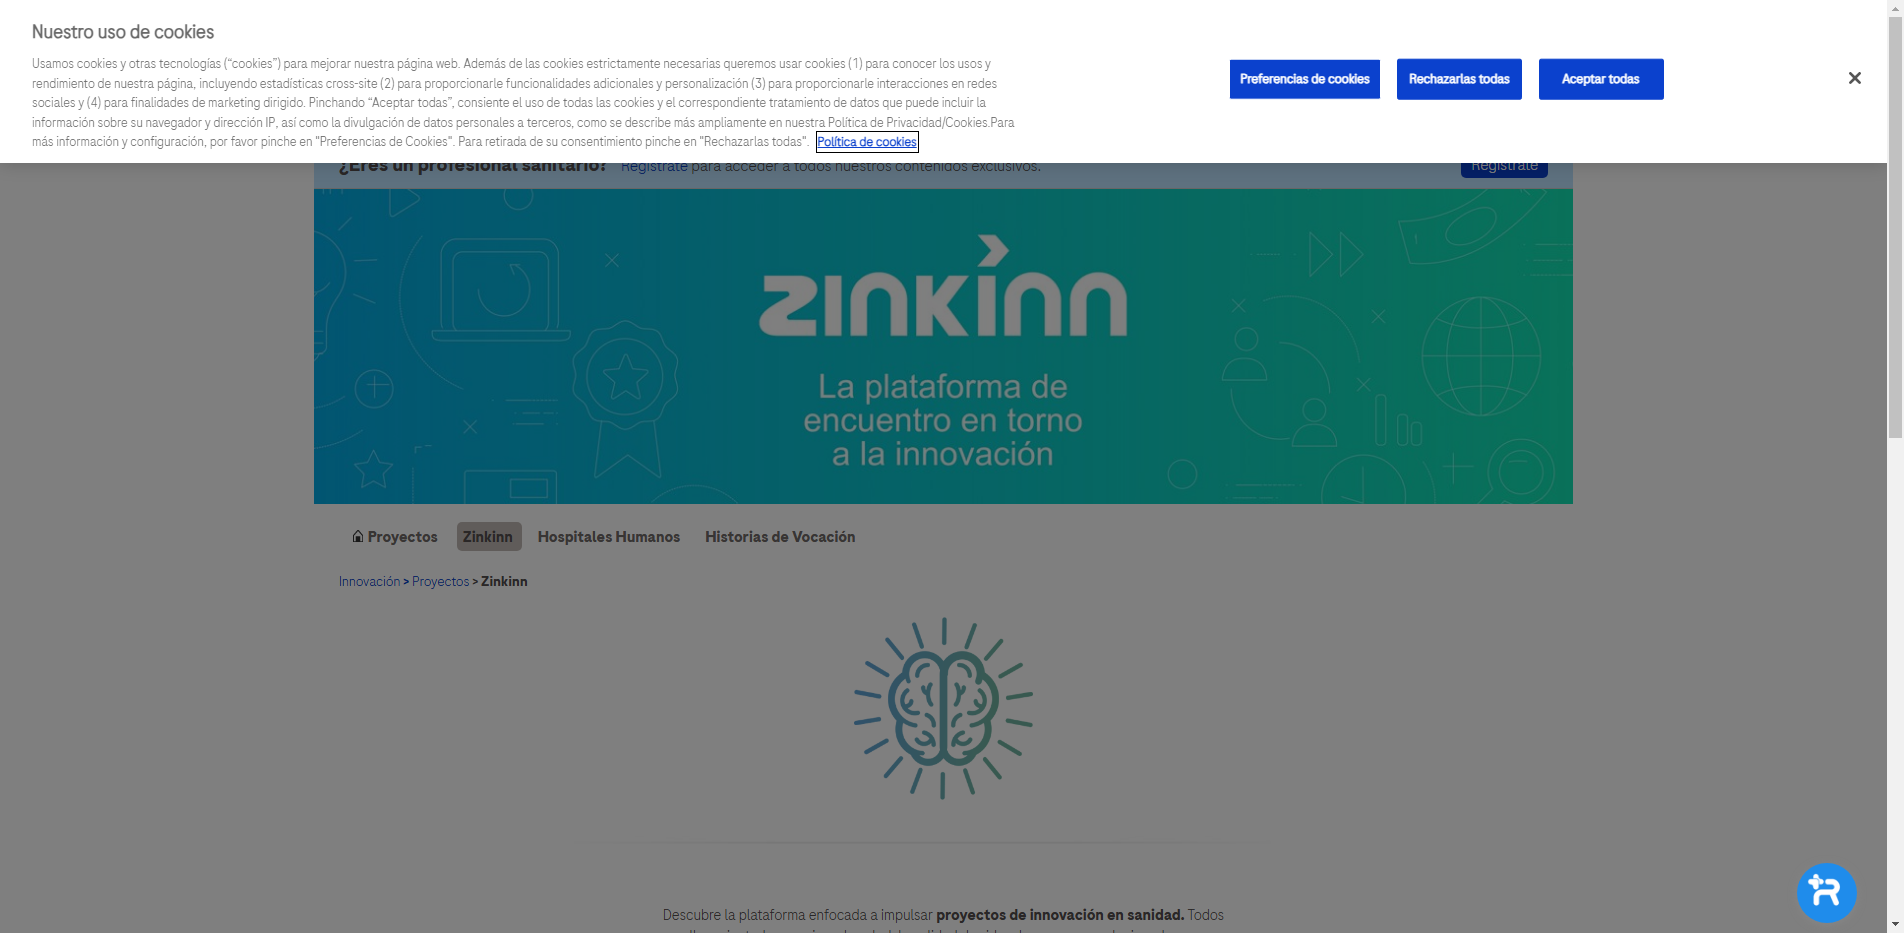 Nuestro uso de cookies
Usamos cookies y otras tecnologías (“cookies”) para mejorar nuestra página web. Además de las cookies estrictamente necesarias queremos usar cookies (1) para conocer los usos y
rendimiento de nuestra página, incluyendo estadísticas cross-site (2) para proporcionarle funcionalidades adicionales y personalización (3) para proporcionarle interacciones en redes
sociales y (4) para finalidades de marketing dirigido. Pinchando “Aceptar todas”, consiente el uso de todas las cookies y el correspondiente tratamiento de datos que puede incluir la
información sobre su navegador y dirección IP, así como la divulgación de datos personales a terceros, como se describe más ampliamente en nuestra Política de Privacidad/Cookies.Para
más información y configuración, por favor pinche en "Preferencias de Cookies". Para retirada de su consentimiento pinche en "Rechazarlas todas". Política de cookies
Preferencias de cookies
Rechazarlas todas
Aceptar todas
¿Eres un profesional sanitario? Regístrate para acceder a todos nuestros contenidos exclusivos.
Regístrate
zinkinn
La plataforma de
encuentro en torno
a la innovación
Proyectos Zinkinn Hospitales Humanos Historias de Vocación
Innovación > Proyectos > Zinkinn
Descubre la plataforma enfocada a impulsar proyectos de innovación en sanidad. Todos